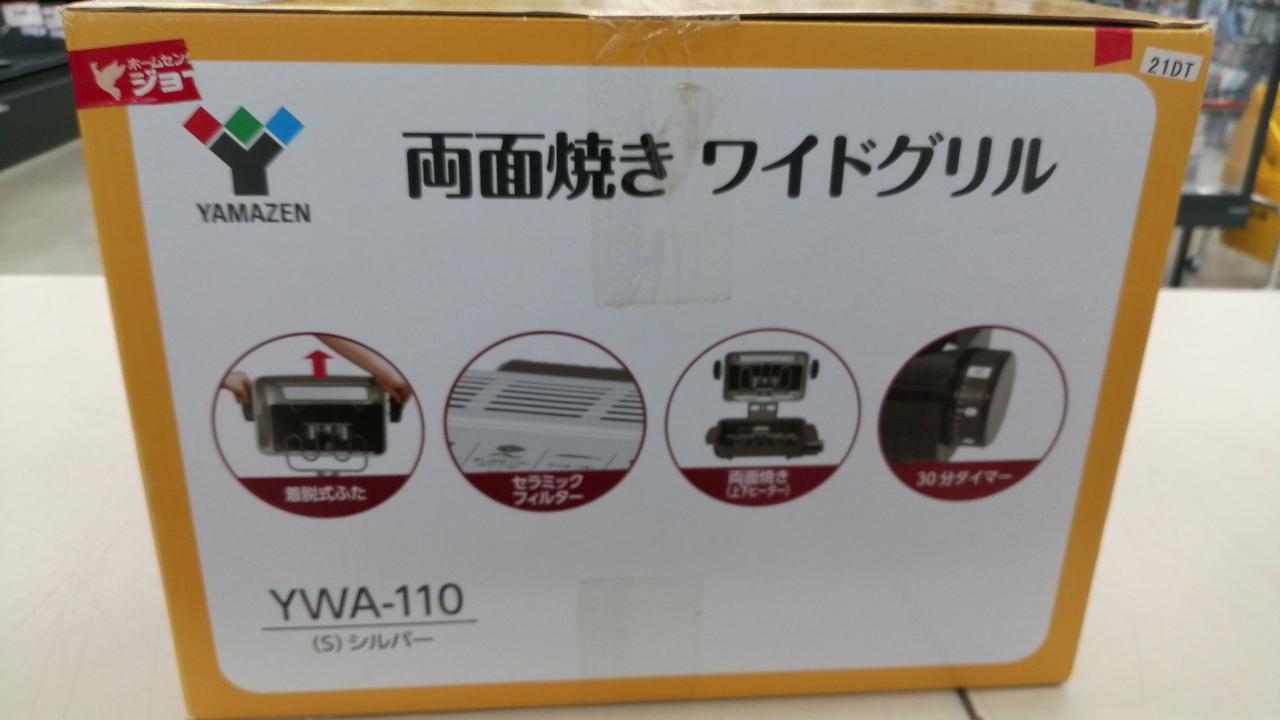 ホームセン
ジョー
21DT
YAMAZEN
両面焼き ワイドグリル
着脱式ふた
セラミック
フィルター
両面焼き
(上下ヒーター)
30分タイマー
YWA-110
(S) シルバー